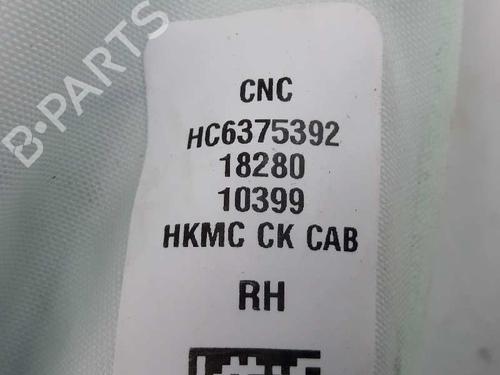 B-PARTS
CNC
HC6375392
18280
10399
HKMC CK CAB
RH